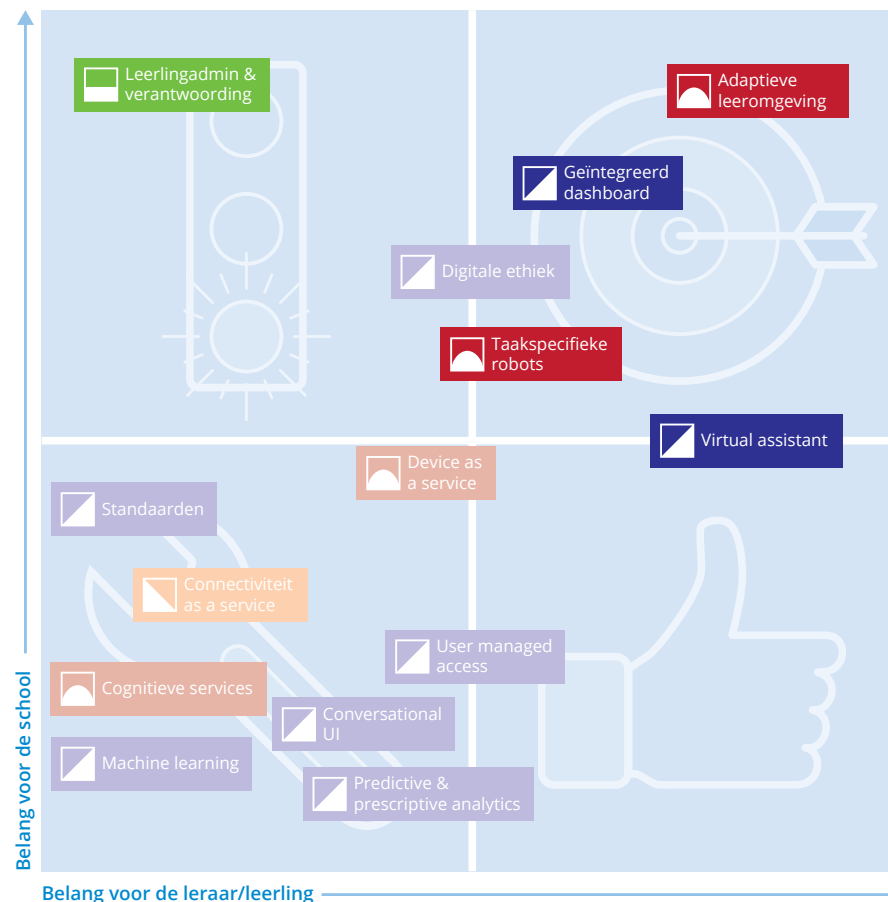 Leerlingadmin &
verantwoording
Adaptieve
leeromgeving
Geïntegreerd
dashboard
Digitale ethiek
Taakspecifieke
robots
Virtual assistant
Device as
a service
Standaarden
Connectiviteit
as a service
User managed
access
Cognitieve services
Conversational
UI
Machine learning
Predictive &
prescriptive analytics
Belang voor de school
Belang voor de leraar/leerling